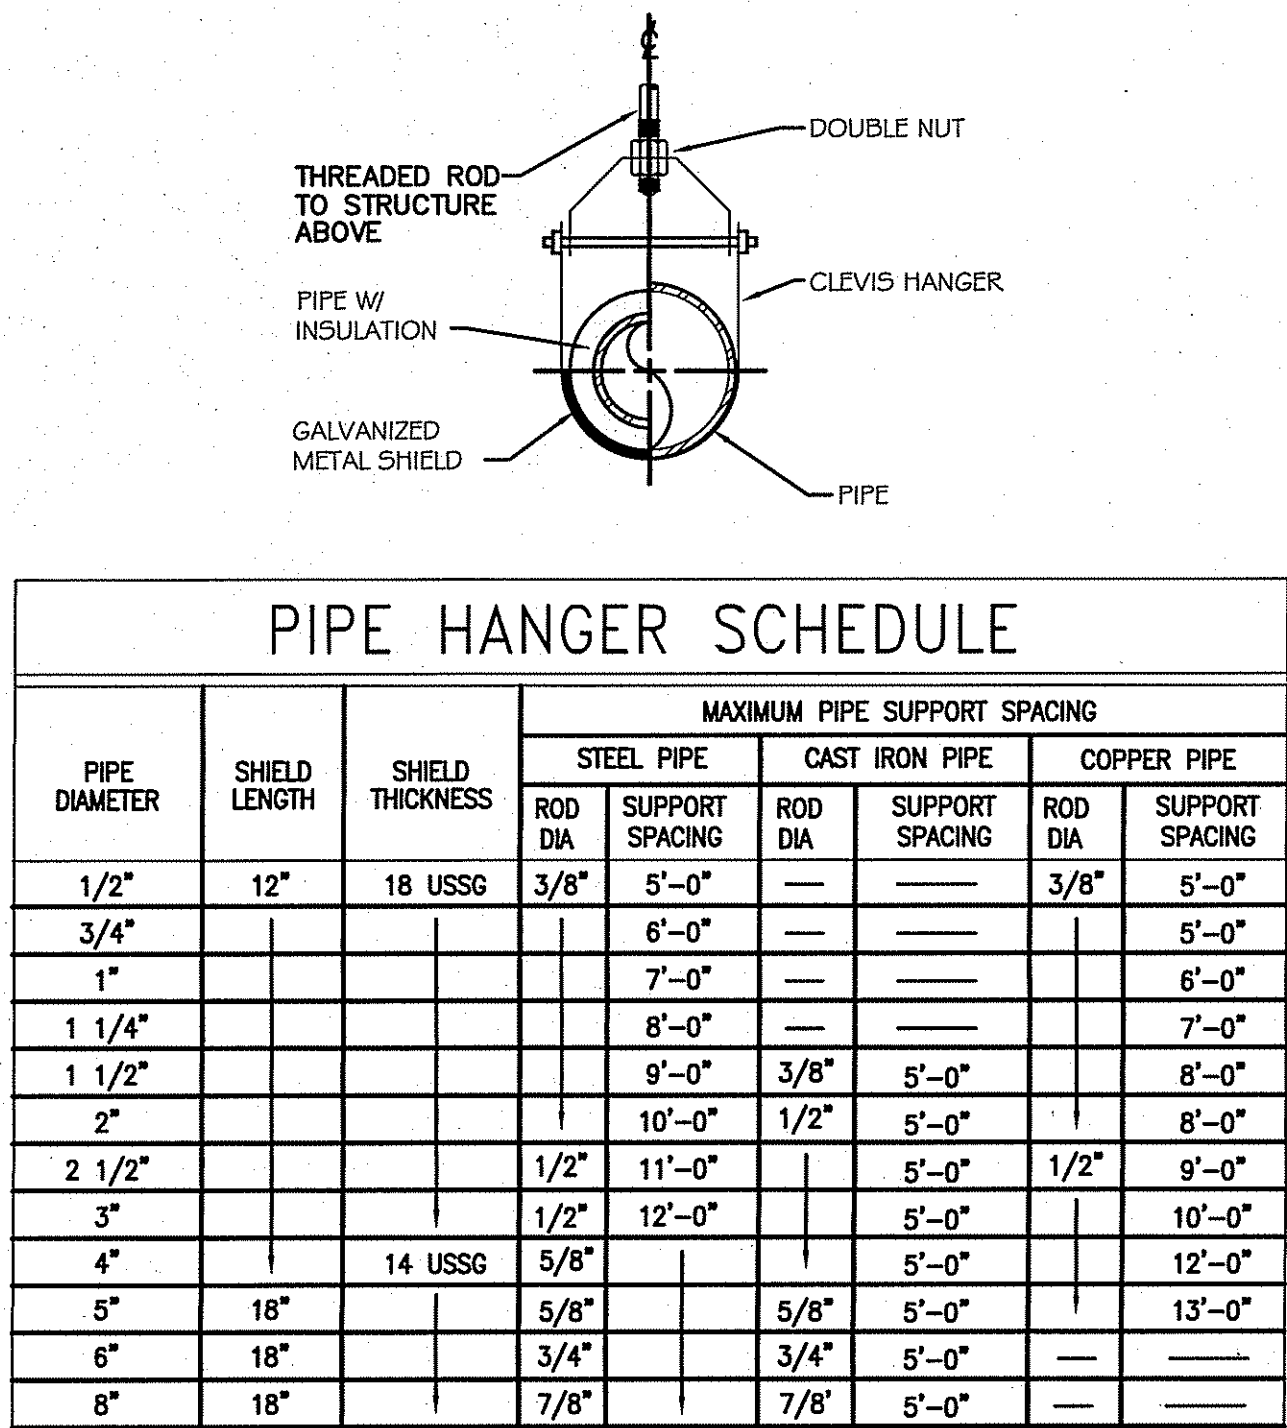 ℄
DOUBLE NUT
THREADED ROD
TO STRUCTURE
ABOVE
CLEVIS HANGER
PIPE W/
INSULATION
GALVANIZED
METAL SHIELD
PIPE
PIPE HANGER SCHEDULE
MAXIMUM PIPE SUPPORT SPACING
STEEL PIPE CAST IRON PIPE COPPER PIPE
PIPE DIAMETER SHIELD LENGTH SHIELD THICKNESS ROD DIA SUPPORT SPACING ROD DIA SUPPORT SPACING ROD DIA SUPPORT SPACING
1/2" 12" 18 USSG 3/8" 5'-0" — — 3/8" 5'-0"
3/4" 6'-0" — — 5'-0"
1" 7'-0" — — 6'-0"
1 1/4" 8'-0" — — 7'-0"
1 1/2" 9'-0" 3/8" 5'-0" 8'-0"
2" 10'-0" 1/2" 5'-0" 8'-0"
2 1/2" 1/2" 11'-0" 5'-0" 1/2" 9'-0"
3" 1/2" 12'-0" 5'-0" 10'-0"
4" 14 USSG 5/8" 5'-0" 12'-0"
5" 18" 5/8" 5/8" 5'-0" 13'-0"
6" 18" 3/4" 3/4" 5'-0" — —
8" 18" 7/8" 7/8' 5'-0" — —